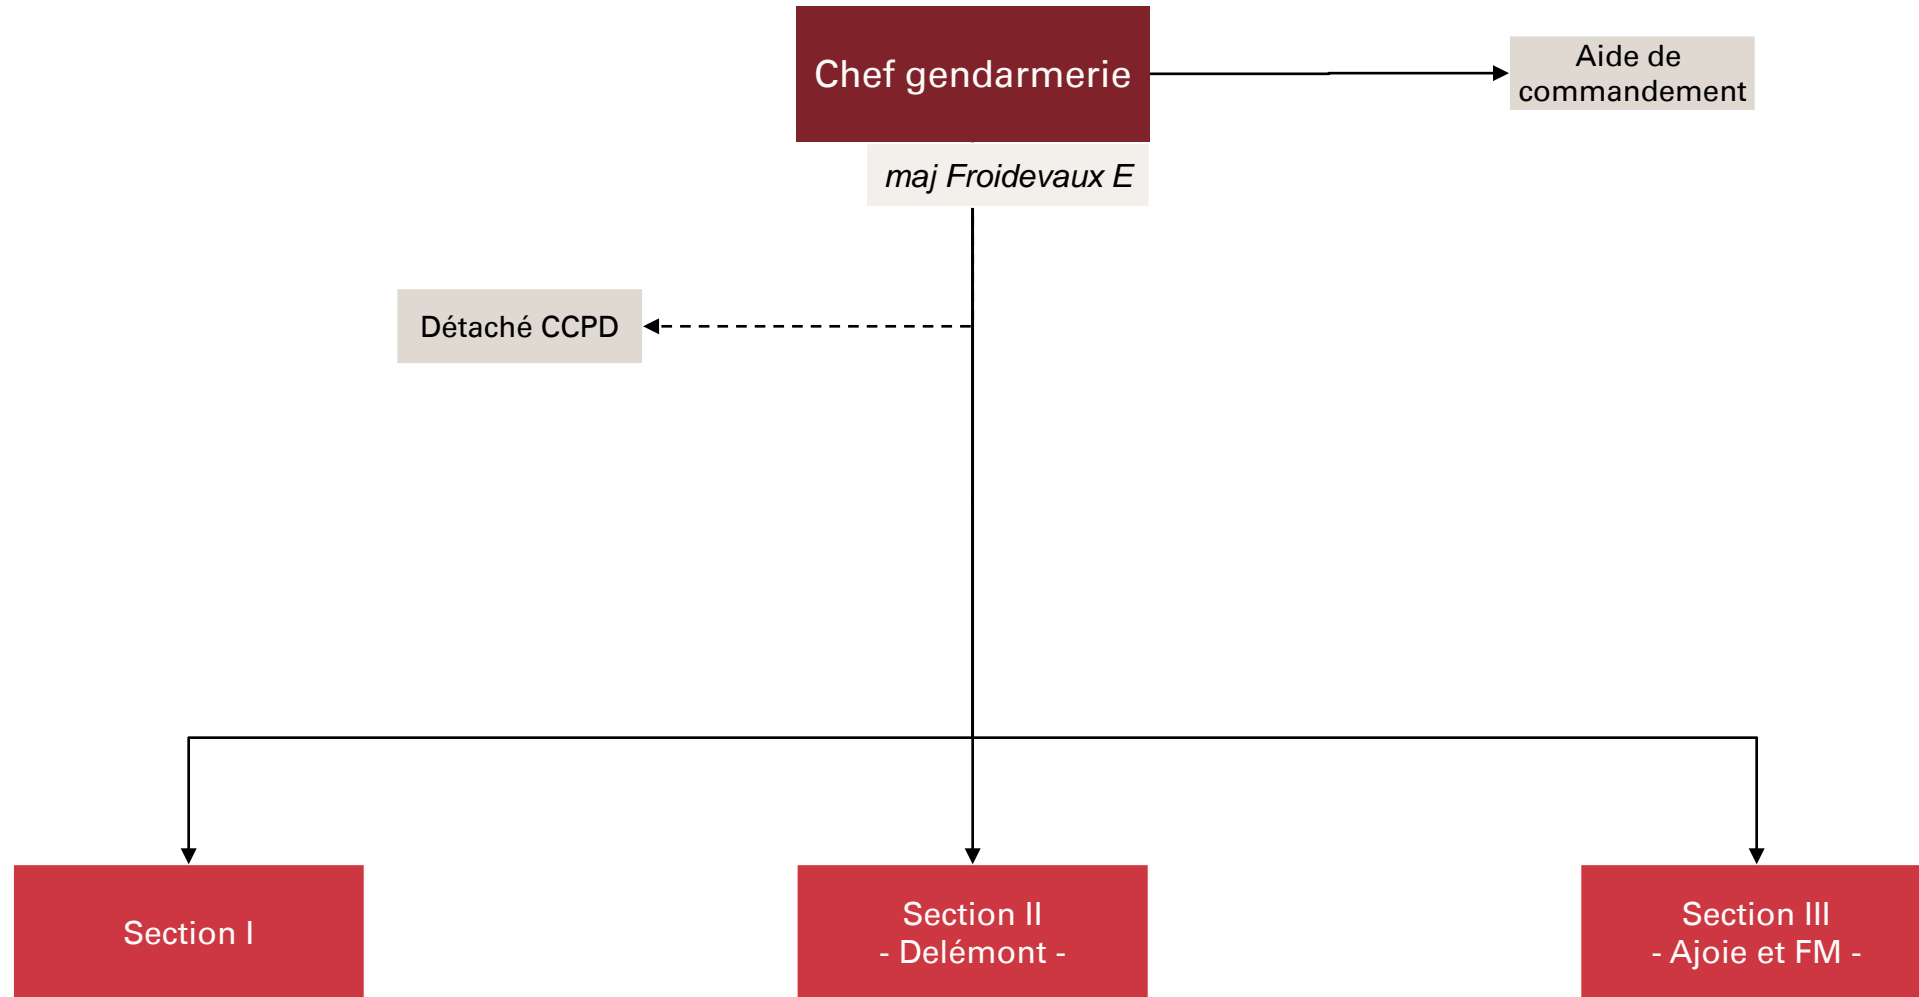 Chef gendarmerie
Aide de
commandement
maj Froidevaux E
Détaché CCPD
Section I
Section II
- Delémont -
Section III
- Ajoie et FM -